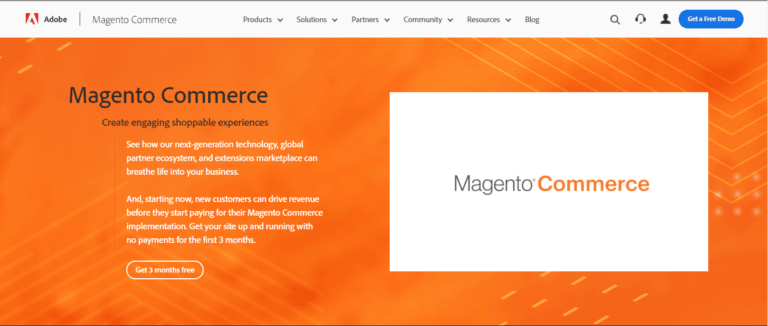 Adobe Magento Commerce Products Solutions Partners Community Resources Blog Get a Free Demo
Magento Commerce
Create engaging shoppable experiences
See how our next-generation technology, global
partner ecosystem, and extensions marketplace can
breathe life into your business.
And, starting now, new customers can drive revenue
before they start paying for their Magento Commerce
implementation. Get your site up and running with
no payments for the first 3 months.
Get 3 months free
Magento® Commerce